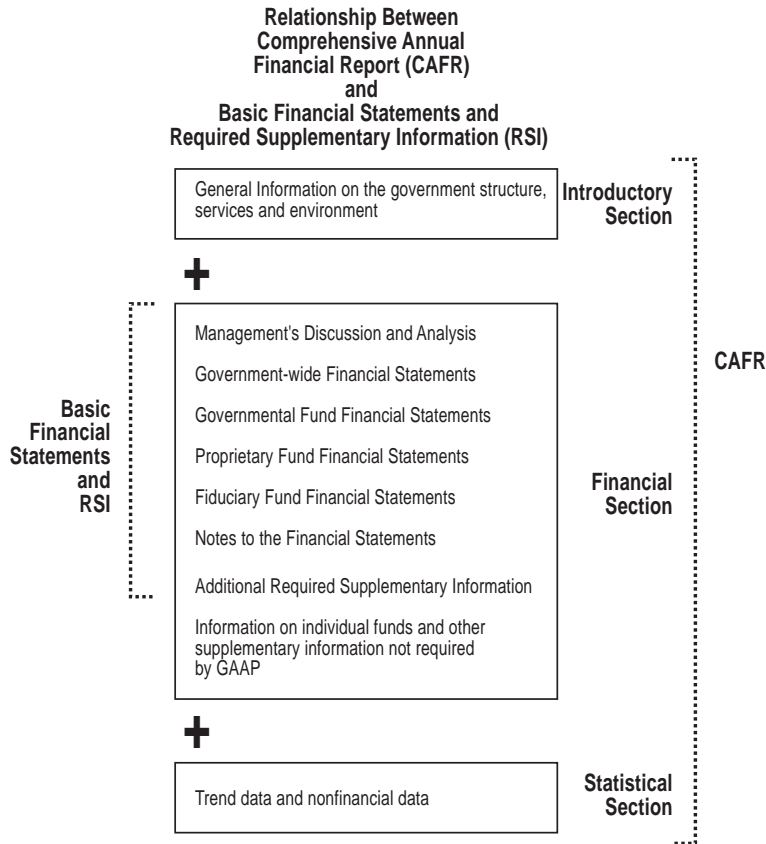 Relationship Between
Comprehensive Annual
Financial Report (CAFR)
and
Basic Financial Statements and
Required Supplementary Information (RSI)
General Information on the government structure,
services and environment
Introductory
Section
+
Management's Discussion and Analysis
Government-wide Financial Statements
Governmental Fund Financial Statements
Proprietary Fund Financial Statements
Fiduciary Fund Financial Statements
Notes to the Financial Statements
Additional Required Supplementary Information
Information on individual funds and other
supplementary information not required
by GAAP
Basic
Financial
Statements
and
RSI
Financial
Section
CAFR
+
Trend data and nonfinancial data
Statistical
Section